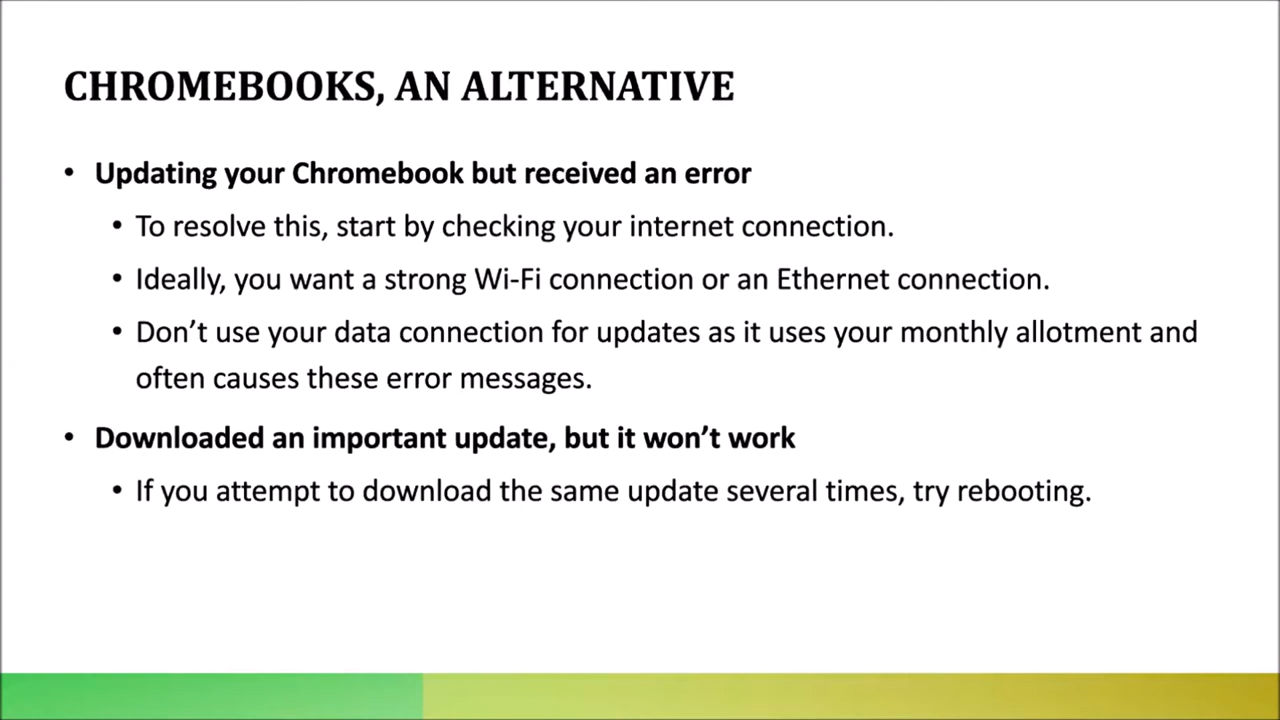 CHROMEBOOKS, AN ALTERNATIVE
• Updating your Chromebook but received an error
• To resolve this, start by checking your internet connection.
• Ideally, you want a strong Wi-Fi connection or an Ethernet connection.
• Don’t use your data connection for updates as it uses your monthly allotment and
often causes these error messages.
• Downloaded an important update, but it won’t work
• If you attempt to download the same update several times, try rebooting.